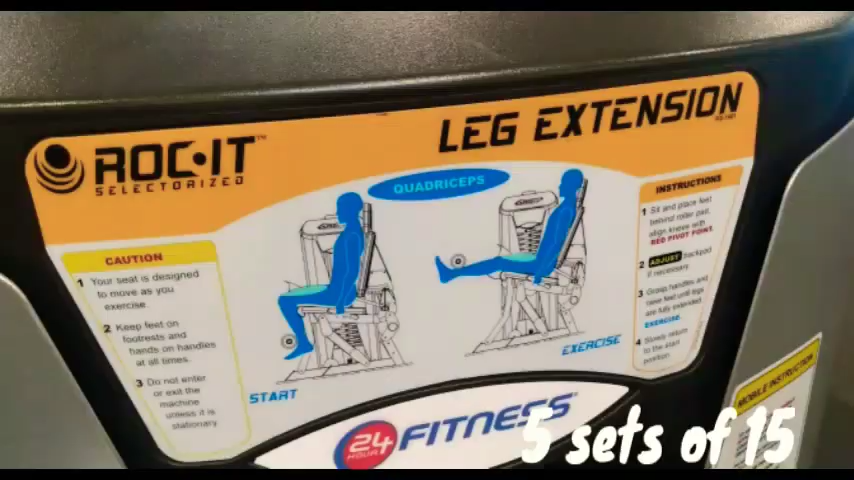 ROC•IT™
SELECTORIZED
LEG EXTENSION
QUADRICEPS
CAUTION
1 Your seat is designed
to move as you
exercise.
2 Keep feet on
footrests and
hands on handles
at all times.
3 Do not enter
or exit the
machine
unless it is
stationary.
START
EXERCISE
INSTRUCTIONS
1 Sit and place feet
behind roller pad,
align knees with
RED PIVOT POINT.
2 ADJUST backpad
if necessary.
3 Grasp handles and
raise feet until legs
are fully extended.
EXERCISE.
4 Slowly return
to the start
position.
24
HOUR
FITNESS
MOBILE INSTRUCTION
5 sets of 15